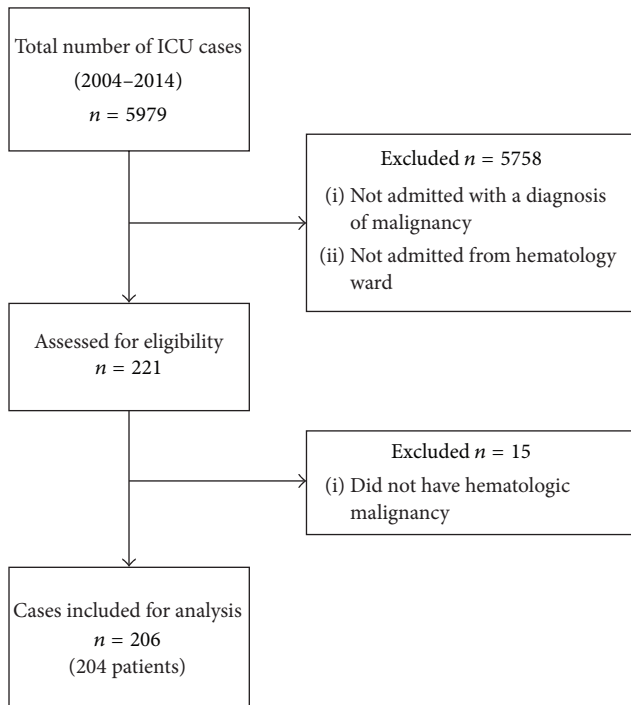 Total number of ICU cases
(2004–2014)
n = 5979
Excluded n = 5758
(i) Not admitted with a diagnosis
of malignancy
(ii) Not admitted from hematology
ward
Assessed for eligibility
n = 221
Excluded n = 15
(i) Did not have hematologic
malignancy
Cases included for analysis
n = 206
(204 patients)